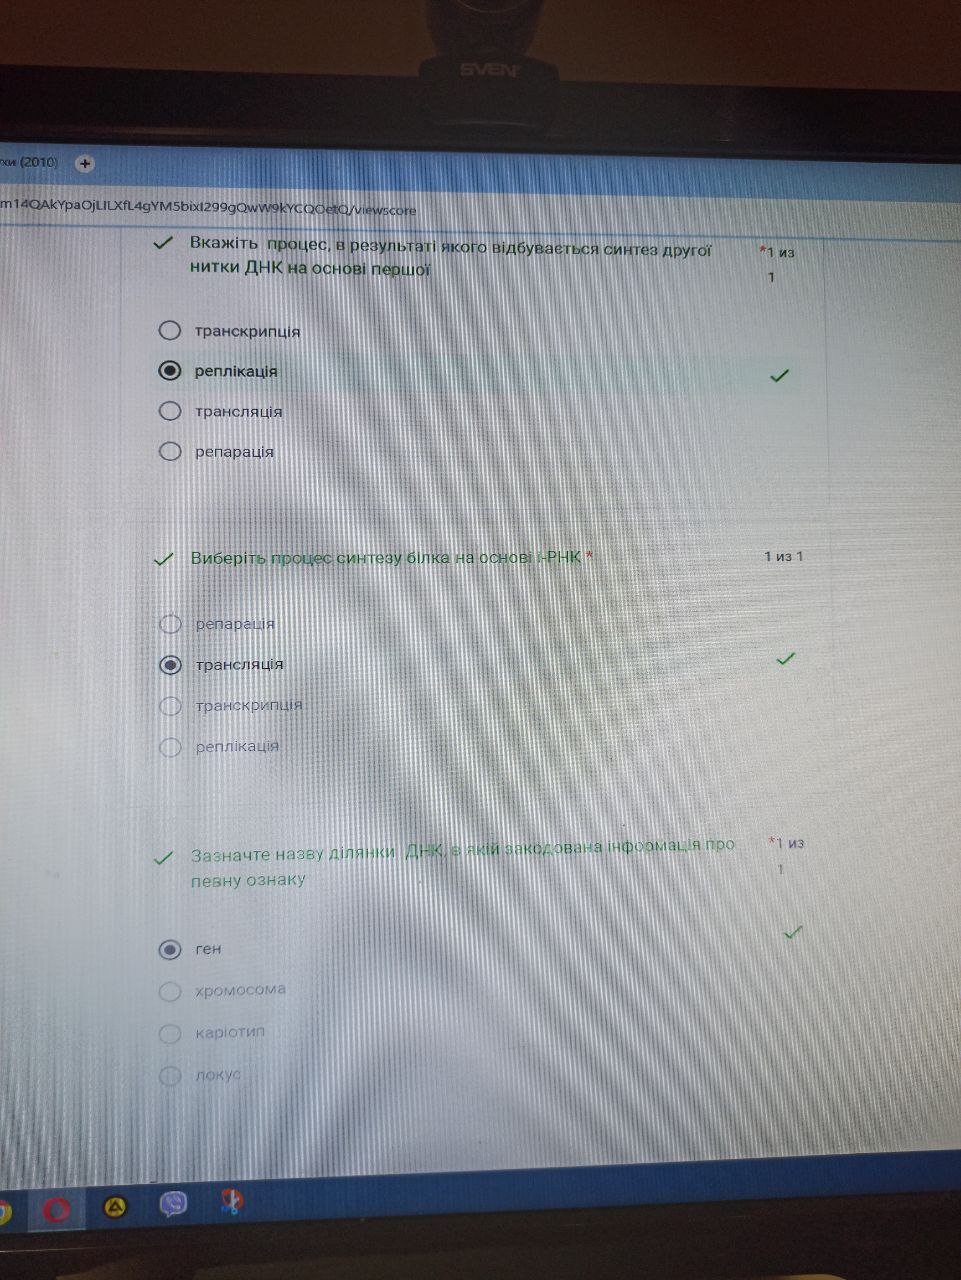 SVEN
хи (2010)
+
/viewscore
Вкажіть процес, в результаті якого відбувається синтез другої
нитки ДНК на основі першої
*1 из
1
транскрипція
реплікація
трансляція
репарація
Виберіть процес синтезу білка на основі і-РНК *
1 из 1
репарація
трансляція
транскрипція
реплікація
Зазначте назву ділянки ДНК, в якій закодована інформація про
певну ознаку
*1 из
1
ген
хромосома
каріотип
локус